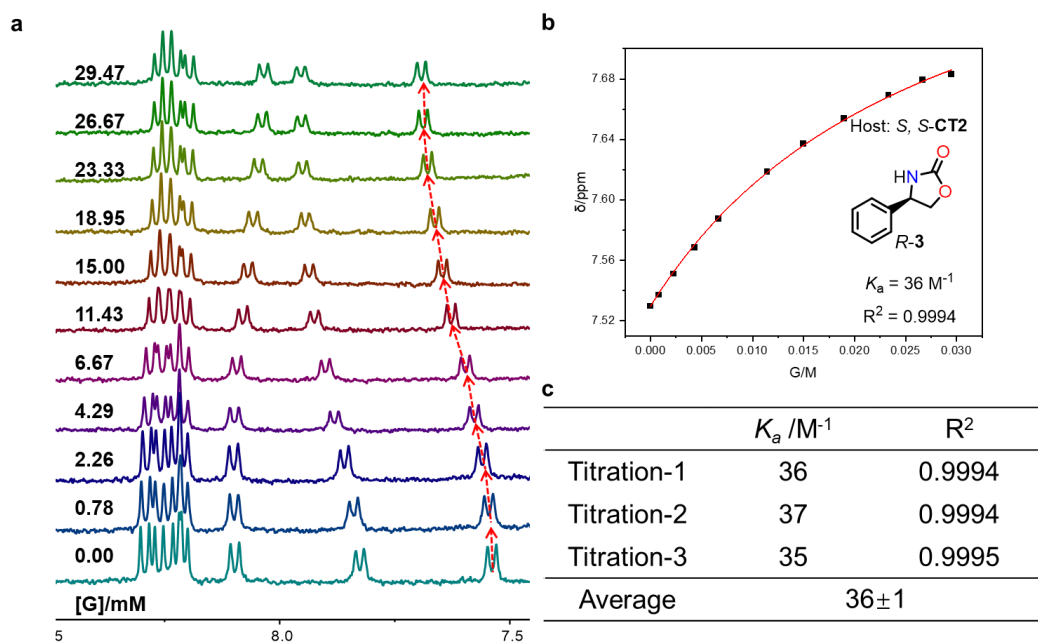 a
29.47
26.67
23.33
18.95
15.00
11.43
6.67
4.29
2.26
0.78
0.00
[G]/mM
5
8.0
7.5
b
δ/ppm
7.68
7.64
7.60
7.56
7.52
0.000
0.005
0.010
0.015
0.020
0.025
0.030
G/M
Host: S, S-CT2
O
HN
O
R-3
Ka = 36 M-1
R2 = 0.9994
c
Ka /M-1 R2
Titration-1 36 0.9994
Titration-2 37 0.9994
Titration-3 35 0.9995
Average 36±1